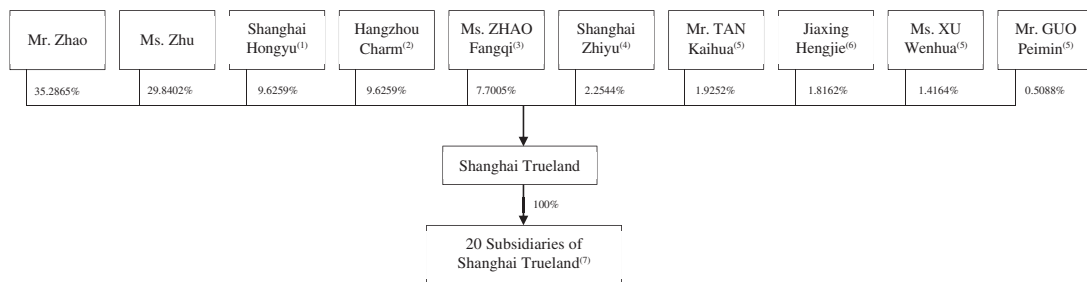 Mr. Zhao
Ms. Zhu
Shanghai
Hongyu(1)
Hangzhou
Charm(2)
Ms. ZHAO
Fangqi(3)
Shanghai
Zhiyu(4)
Mr. TAN
Kaihua(5)
Jiaxing
Hengjie(6)
Ms. XU
Wenhua(5)
Mr. GUO
Peimin(5)
35.2865%
29.8402%
9.6259%
9.6259%
7.7005%
2.2544%
1.9252%
1.8162%
1.4164%
0.5088%
Shanghai Trueland
100%
20 Subsidiaries of
Shanghai Trueland(7)